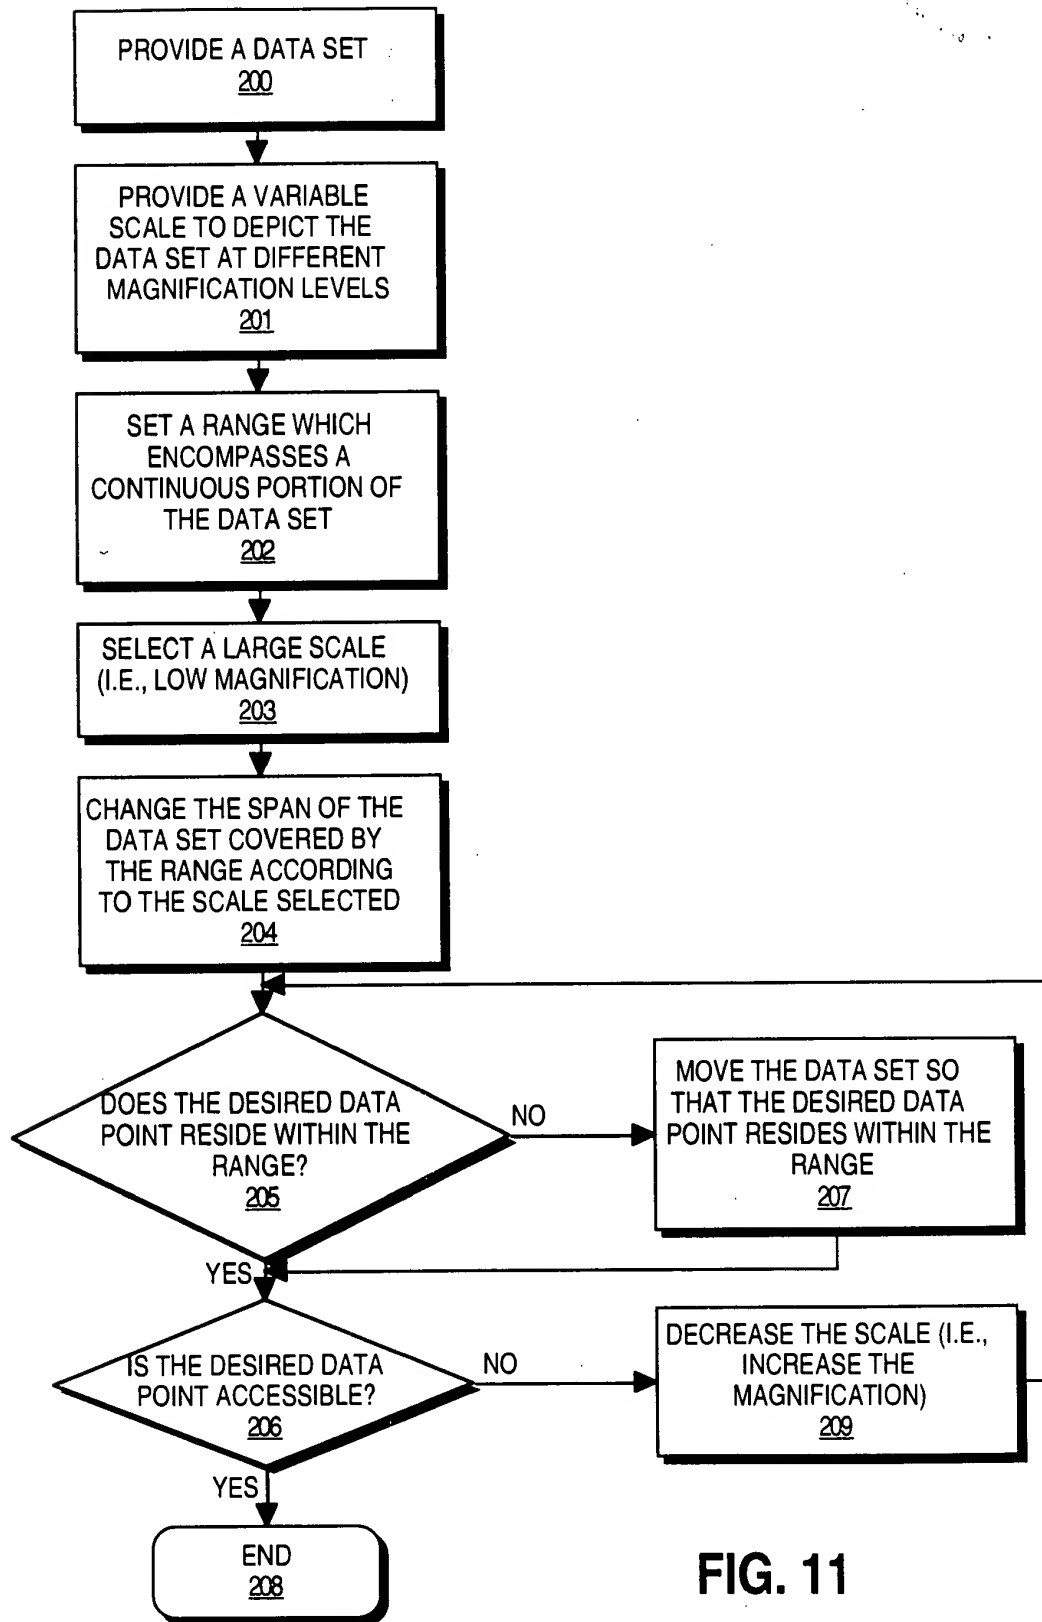 PROVIDE A DATA SET
200
PROVIDE A VARIABLE
SCALE TO DEPICT THE
DATA SET AT DIFFERENT
MAGNIFICATION LEVELS
201
SET A RANGE WHICH
ENCOMPASSES A
CONTINUOUS PORTION OF
THE DATA SET
202
SELECT A LARGE SCALE
(I.E., LOW MAGNIFICATION)
203
CHANGE THE SPAN OF THE
DATA SET COVERED BY
THE RANGE ACCORDING
TO THE SCALE SELECTED
204
DOES THE DESIRED DATA
POINT RESIDE WITHIN THE
RANGE?
205
NO
MOVE THE DATA SET SO
THAT THE DESIRED DATA
POINT RESIDES WITHIN THE
RANGE
207
YES
IS THE DESIRED DATA
POINT ACCESSIBLE?
206
NO
DECREASE THE SCALE (I.E.,
INCREASE THE
MAGNIFICATION)
209
YES
END
208
FIG. 11